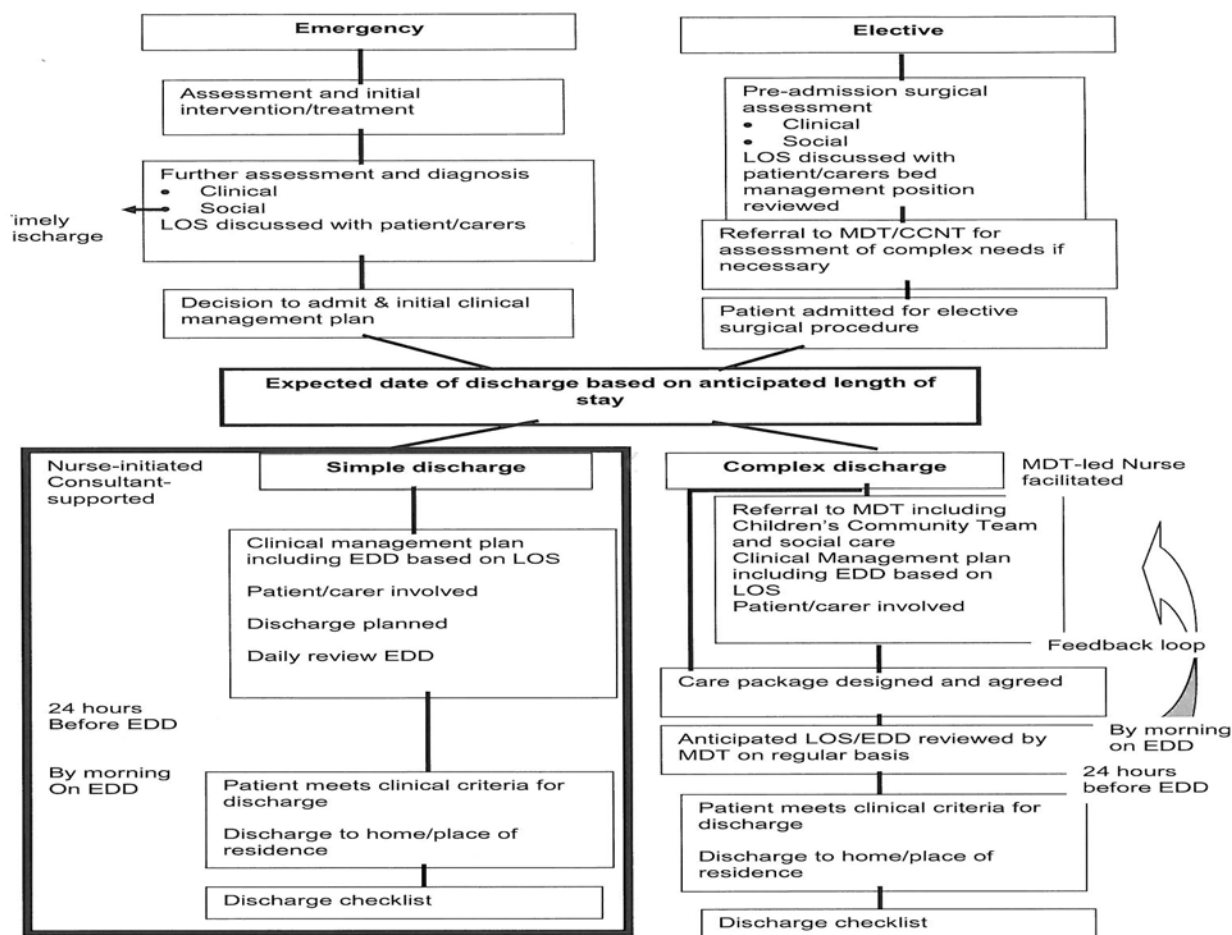 Emergency
Assessment and initial
intervention/treatment
Further assessment and diagnosis
• Clinical
• Social
LOS discussed with patient/carers
imely
ischarge
Decision to admit & initial clinical
management plan
Elective
Pre-admission surgical
assessment
• Clinical
• Social
LOS discussed with
patient/carers bed
management position
reviewed
Referral to MDT/CCNT for
assessment of complex needs if
necessary
Patient admitted for elective
surgical procedure
Expected date of discharge based on anticipated length of
stay
Nurse-initiated
Consultant-
supported
Simple discharge
Clinical management plan
including EDD based on LOS
Patient/carer involved
Discharge planned
Daily review EDD
24 hours
Before EDD
By morning
On EDD
Patient meets clinical criteria for
discharge
Discharge to home/place of
residence
Discharge checklist
Complex discharge
MDT-led Nurse
facilitated
Referral to MDT including
Children's Community Team
and social care
Clinical Management plan
including EDD based on
LOS
Patient/carer involved
Feedback loop
Care package designed and agreed
Anticipated LOS/EDD reviewed by
MDT on regular basis
By morning
on EDD
24 hours
before EDD
Patient meets clinical criteria for
discharge
Discharge to home/place of
residence
Discharge checklist